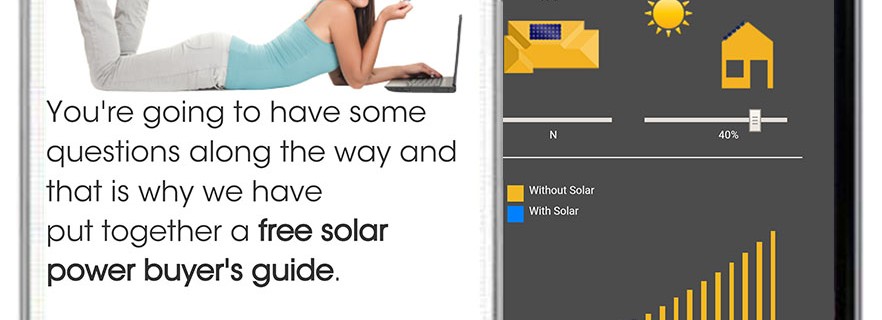 You're going to have some
questions along the way and
that is why we have
put together a free solar
power buyer's guide.
N
40%
Without Solar
With Solar